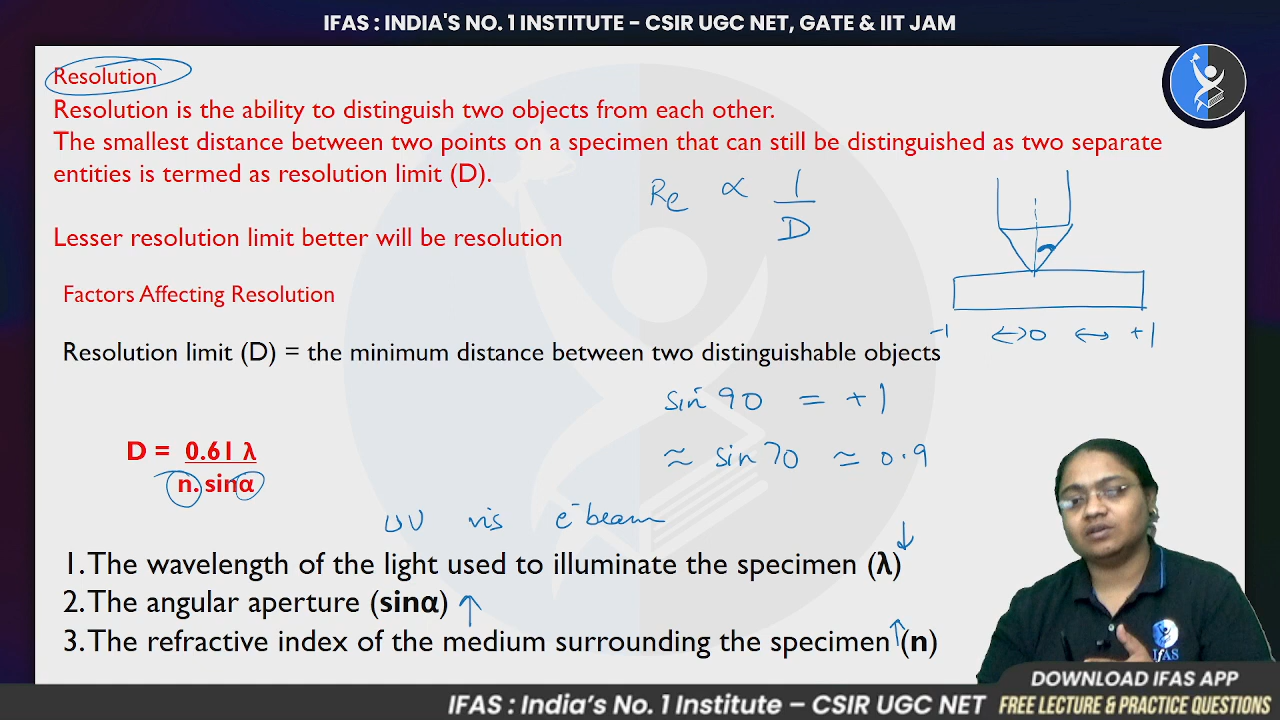 IFAS : INDIA'S NO. 1 INSTITUTE – CSIR UGC NET, GATE & IIT JAM
Resolution
Resolution is the ability to distinguish two objects from each other.
The smallest distance between two points on a specimen that can still be distinguished as two separate
entities is termed as resolution limit (D).
Re ∝ 1/D
Lesser resolution limit better will be resolution
Factors Affecting Resolution
-1 ↔ 0 ↔ +1
Resolution limit (D) = the minimum distance between two distinguishable objects
sin 90 = +1
D = 0.61 λ
n. sinα
≈ sin 70 ≃ 0.9
UV vis e⁻ beam
1.The wavelength of the light used to illuminate the specimen (λ) ↓
2.The angular aperture (sinα) ↑
3.The refractive index of the medium surrounding the specimen ↑ (n)
IFAS
DOWNLOAD IFAS APP
IFAS : India's No. 1 Institute – CSIR UGC NET FREE LECTURE & PRACTICE QUESTIONS